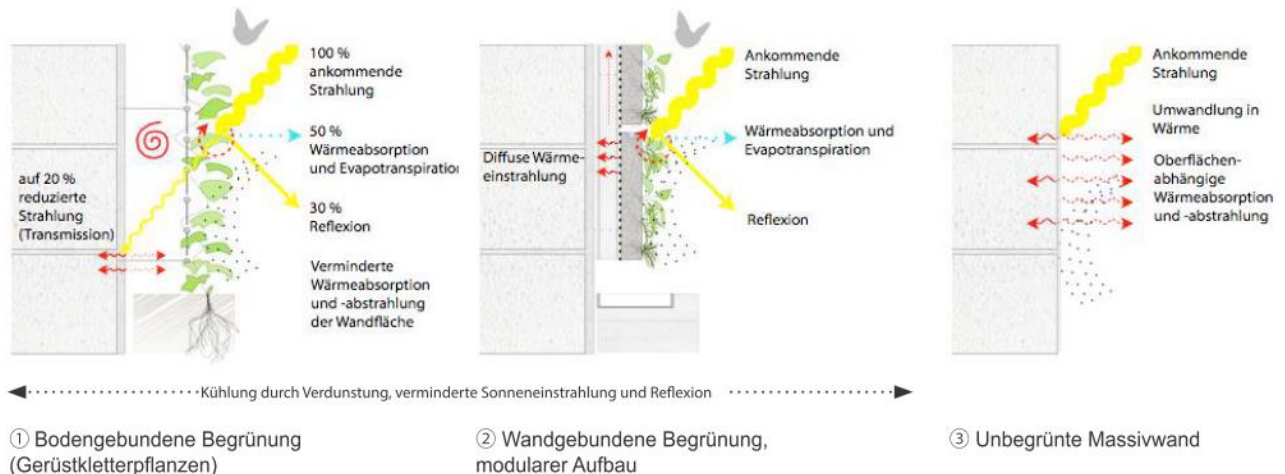 100 %
ankommende
Strahlung
50 %
Wärmeabsorption
und Evapotranspiration
30 %
Reflexion
auf 20 %
reduzierte
Strahlung
(Transmission)
Verminderte
Wärmeabsorption
und -abstrahlung
der Wandfläche
Ankommende
Strahlung
Wärmeabsorption und
Evapotranspiration
Diffuse Wärme-
einstrahlung
Reflexion
Ankommende
Strahlung
Umwandlung in
Wärme
Oberflächen-
abhängige
Wärmeabsorption
und -abstrahlung
Kühlung durch Verdunstung, verminderte Sonneneinstrahlung und Reflexion
① Bodengebundene Begrünung
(Gerüstkletterpflanzen)
② Wandgebundene Begrünung,
modularer Aufbau
③ Unbegrünte Massivwand